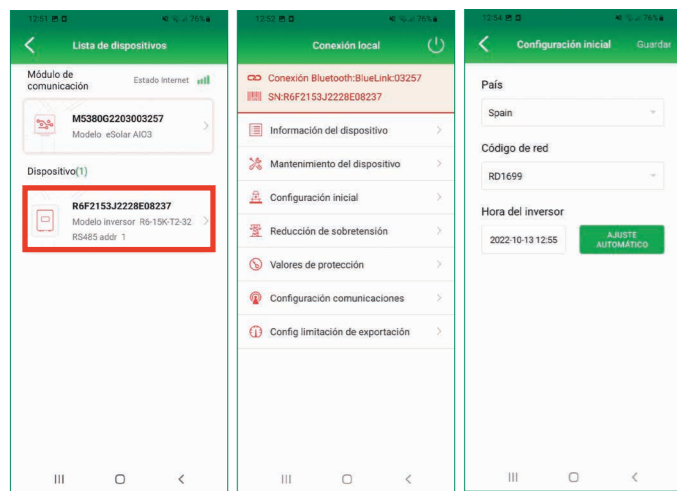 12:51
76%
Lista de dispositivos
Módulo de
comunicación
Estado Internet
M5380G2203003257
Modelo eSolar AIO3
Dispositivo(1)
R6F2153J2228E08237
Modelo inversor R6-15K-T2-32
RS485 addr 1
12:52
76%
Conexión local
Conexión Bluetooth:BlueLink:03257
SN:R6F2153J2228E08237
Información del dispositivo
Mantenimiento del dispositivo
Configuración inicial
Reducción de sobretensión
Valores de protección
Configuración comunicaciones
Config limitación de exportación
12:54
76%
Configuración inicial
Guardar
País
Spain
Código de red
RD1699
Hora del inversor
2022-10-13 12:55
AJUSTE
AUTOMÁTICO